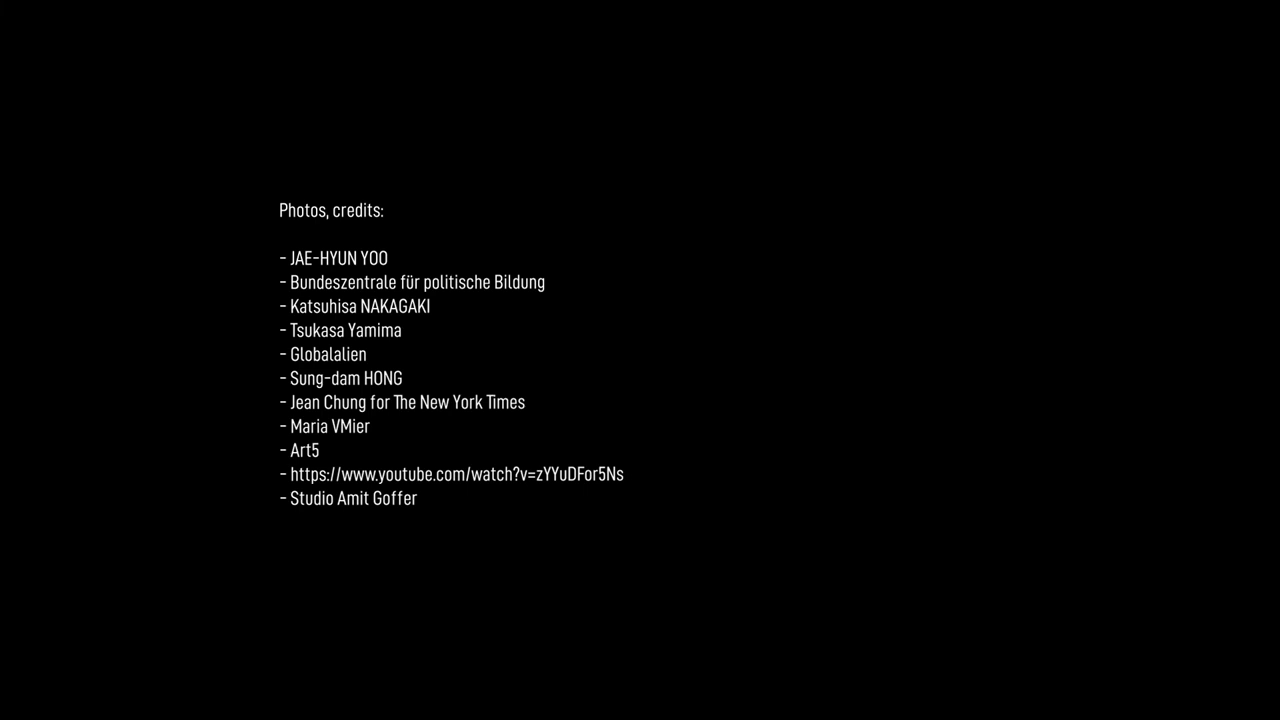 Photos, credits:
- JAE-HYUN YOO
- Bundeszentrale für politische Bildung
- Katsuhisa NAKAGAKI
- Tsukasa Yamima
- Globalalien
- Sung-dam HONG
- Jean Chung for The New York Times
- Maria VMier
- Art5
- https://www.youtube.com/watch?v=zYYuDFor5Ns
- Studio Amit Goffer